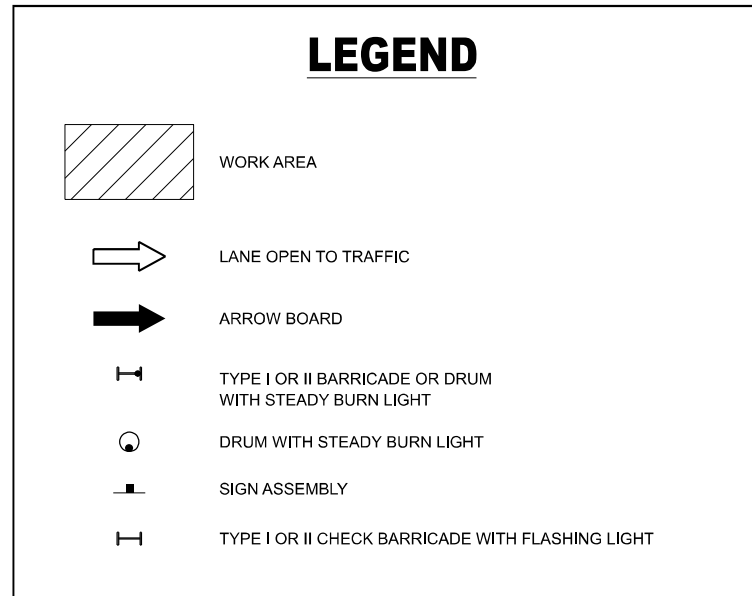 LEGEND
WORK AREA
LANE OPEN TO TRAFFIC
ARROW BOARD
TYPE I OR II BARRICADE OR DRUM
WITH STEADY BURN LIGHT
DRUM WITH STEADY BURN LIGHT
SIGN ASSEMBLY
TYPE I OR II CHECK BARRICADE WITH FLASHING LIGHT